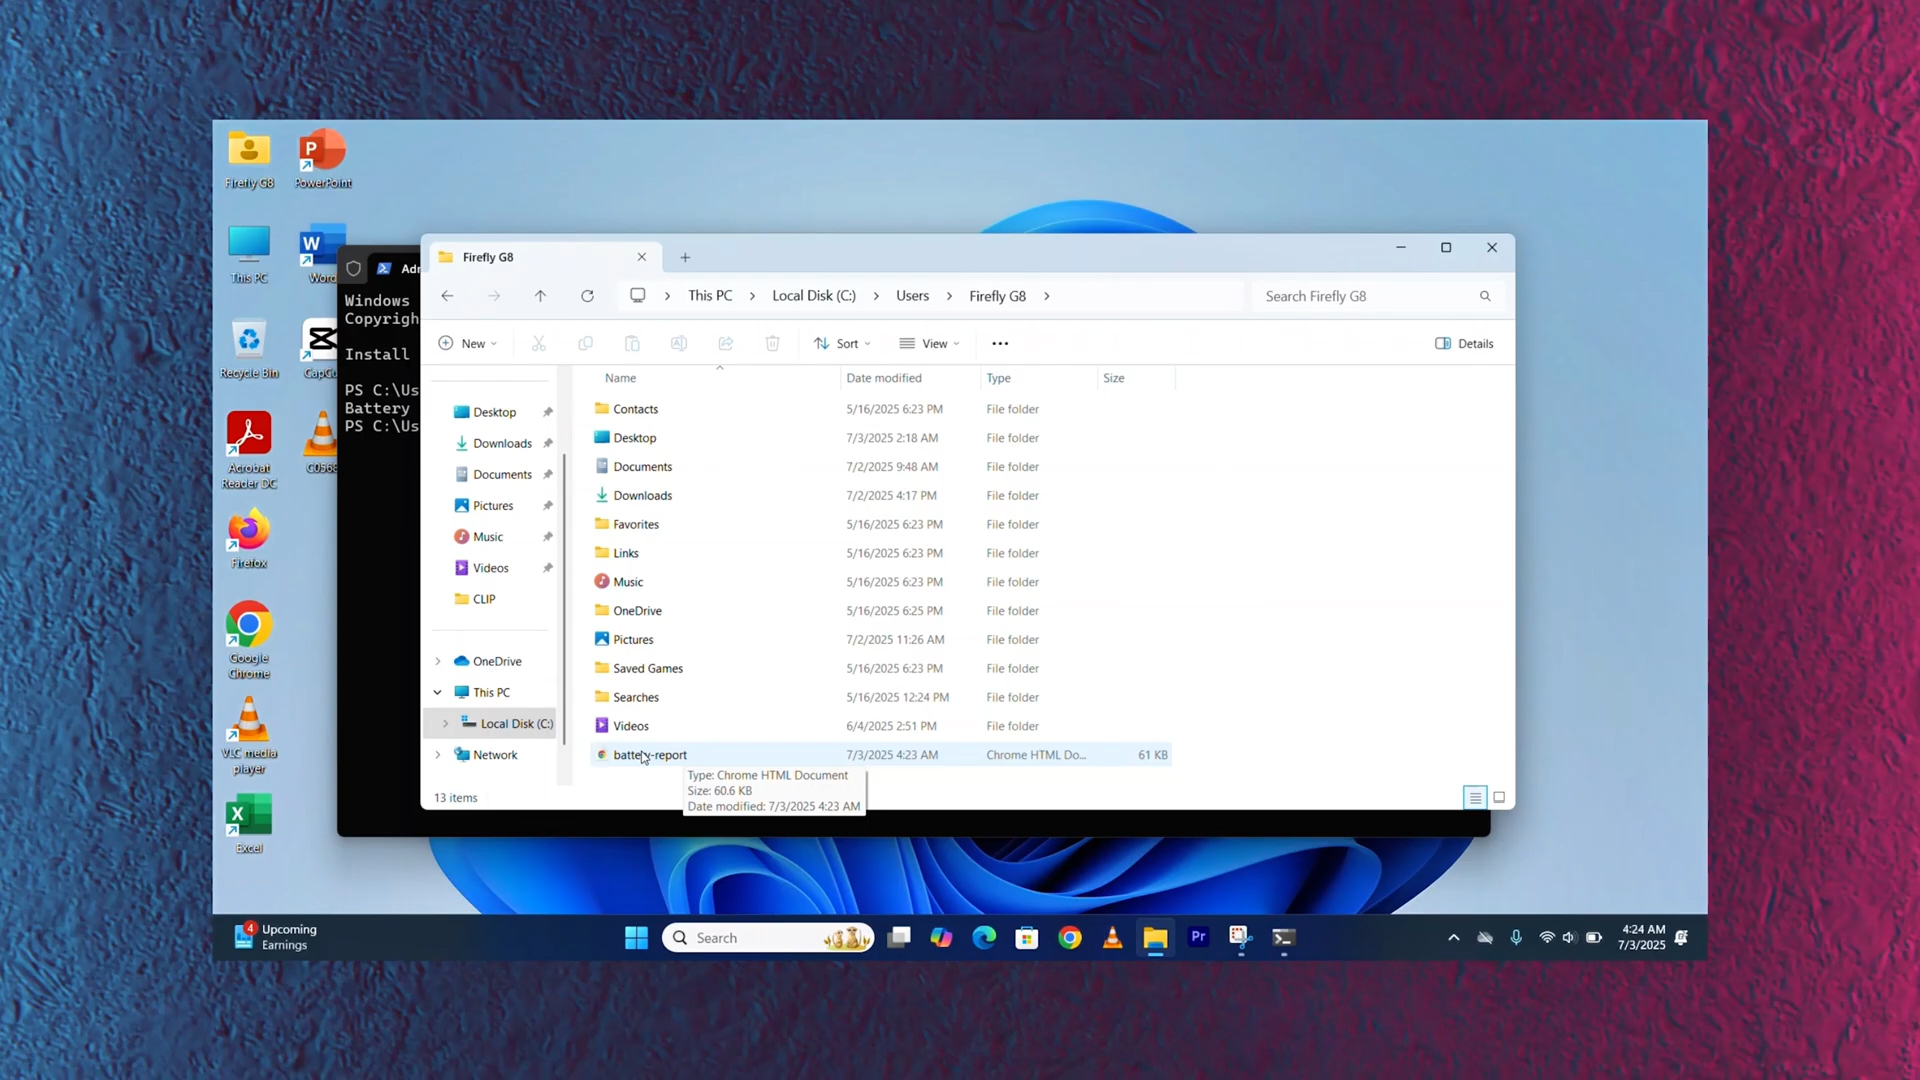 Firefly G8
PowerPoint
This PC
Word
Recycle Bin
CapCu
Acrobat
Reader DC
C0568
Firefox
Google
Chrome
VLC media
player
Excel
Adm
Windows
Copyrigh
Install
PS C:\Us
Battery
PS C:\Us
Firefly G8
This PC
Local Disk (C:)
Users
Firefly G8
Search Firefly G8
New
Sort
View
Details
Desktop
Downloads
Documents
Pictures
Music
Videos
CLIP
OneDrive
This PC
Local Disk (C:)
Network
Name Date modified Type Size
Contacts 5/16/2025 6:23 PM File folder
Desktop 7/3/2025 2:18 AM File folder
Documents 7/2/2025 9:48 AM File folder
Downloads 7/2/2025 4:17 PM File folder
Favorites 5/16/2025 6:23 PM File folder
Links 5/16/2025 6:23 PM File folder
Music 5/16/2025 6:23 PM File folder
OneDrive 5/16/2025 6:25 PM File folder
Pictures 7/2/2025 11:26 AM File folder
Saved Games 5/16/2025 6:23 PM File folder
Searches 5/16/2025 12:24 PM File folder
Videos 6/4/2025 2:51 PM File folder
battery-report 7/3/2025 4:23 AM Chrome HTML Do... 61 KB
Type: Chrome HTML Document
Size: 60.6 KB
Date modified: 7/3/2025 4:23 AM
13 items
4
Upcoming
Earnings
Search
Pr
4:24 AM
7/3/2025